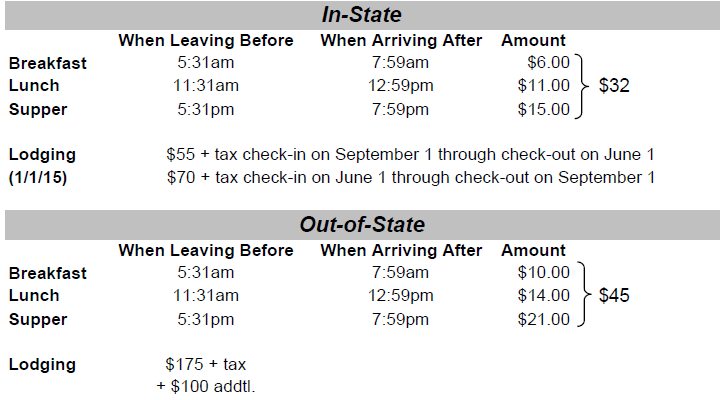 In-State
When Leaving Before When Arriving After Amount
Breakfast 5:31am 7:59am $6.00
Lunch 11:31am 12:59pm $11.00 $32
Supper 5:31pm 7:59pm $15.00
Lodging $55 + tax check-in on September 1 through check-out on June 1
(1/1/15) $70 + tax check-in on June 1 through check-out on September 1
Out-of-State
When Leaving Before When Arriving After Amount
Breakfast 5:31am 7:59am $10.00
Lunch 11:31am 12:59pm $14.00 $45
Supper 5:31pm 7:59pm $21.00
Lodging $175 + tax
+ $100 addtl.